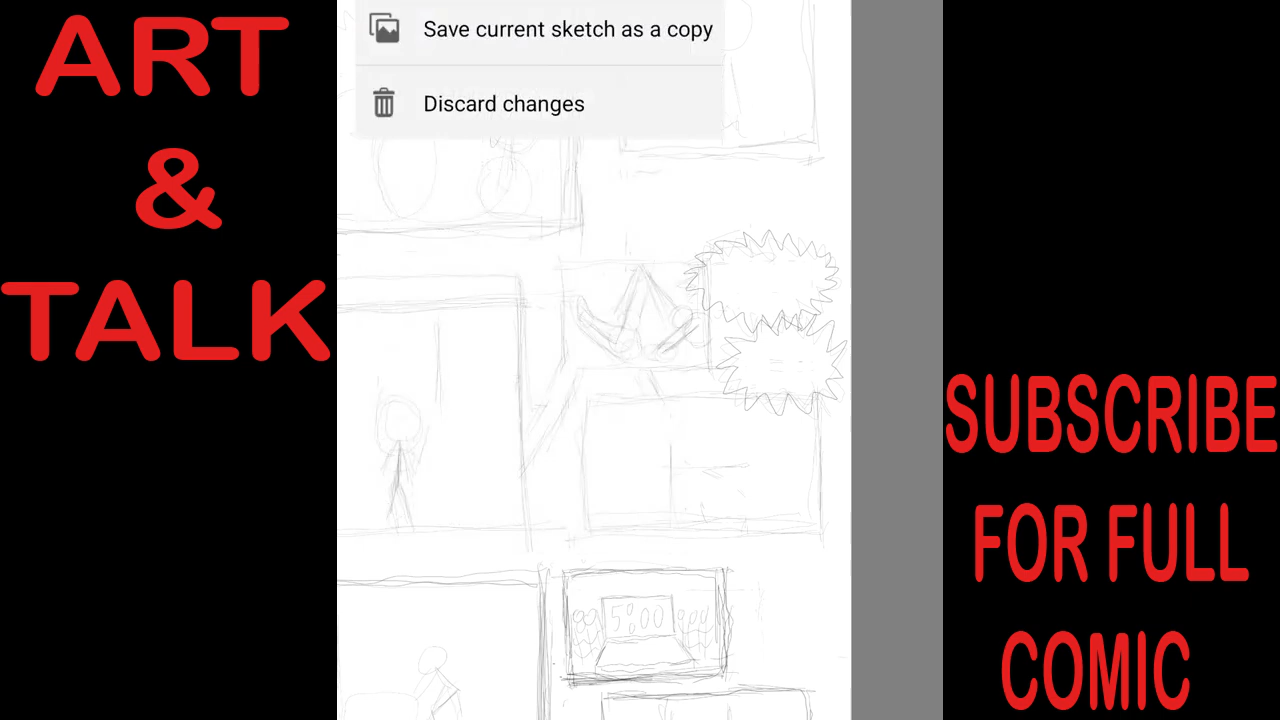 ART
&
TALK
Save current sketch as a copy
Discard changes
5:00
SUBSCRIBE
FOR FULL
COMIC